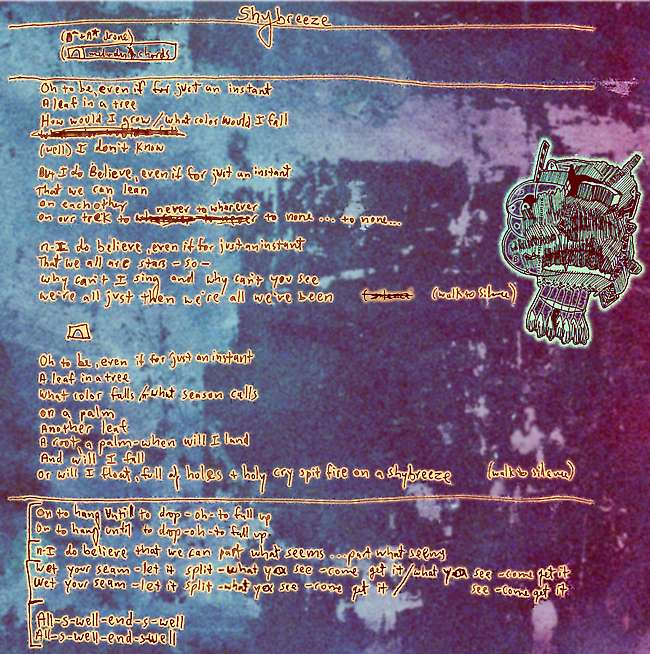 Shybreeze
drone)
chords
Oh to be, even if for just an instant
A leaf in a tree
How would I grow/what color would I fall
(well) I don't know
But I do Believe, even if for just an instant
That we can lean
on each other
never to wherever
on our trek to to none... to none...
n-I do believe, even if for just an instant
That we all are stars - so -
why can't I sing and why can't you see
we're all just then we're all we've been (walk to silence)
Oh to be, even if for just an instant
A leaf in a tree
What color falls/what season calls
on a palm
Another leaf
A root a palm - when will I land
And will I fall
or will I float, full of holes + holy cry spit fire on a shybreeze (walk to silence)
On to hang until to drop - oh - to fall up
On to hang until to drop - oh - to fall up
n-I do believe that we can part what seems ... part what seems
Wet your seam - let it split - what you see - come get it / what you see - come get it
Wet your seam - let it split - what you see - come get it / see - come get it
All-s-well-end-s-well
All-s-well-end-s-well